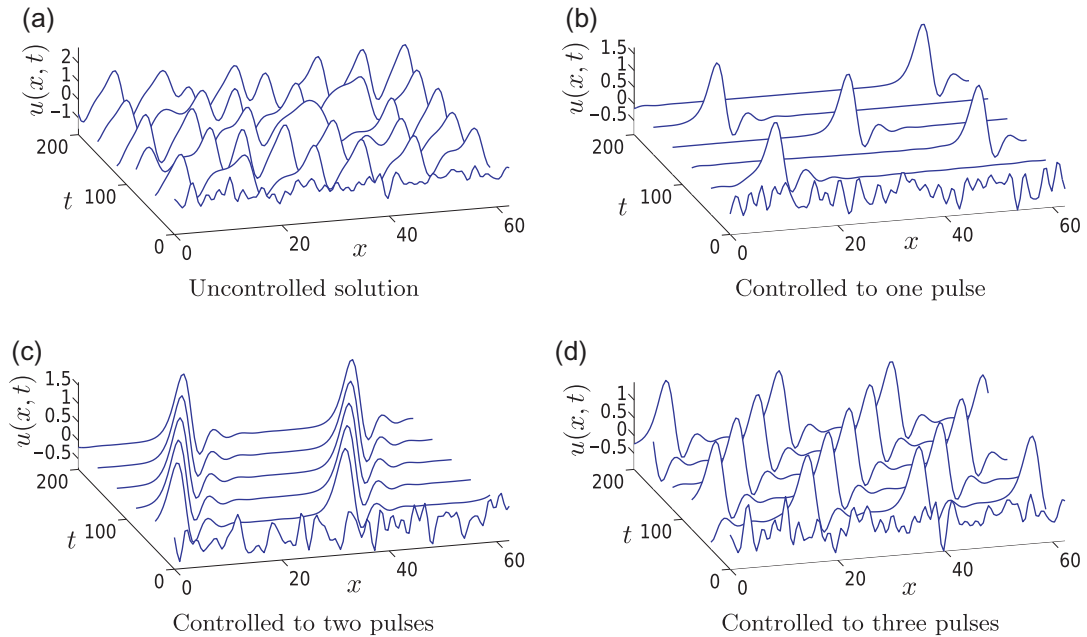 (a)
u(x, t)
2
1
0
−1
200
100
0
t
0
20
40
60
x
Uncontrolled solution
(b)
u(x, t)
1.5
1
0.5
0
−0.5
200
100
0
t
0
20
40
60
x
Controlled to one pulse
(c)
u(x, t)
1.5
1
0.5
0
−0.5
200
100
0
t
0
20
40
60
x
Controlled to two pulses
(d)
u(x, t)
1
0.5
0
−0.5
200
100
0
t
0
20
40
60
x
Controlled to three pulses